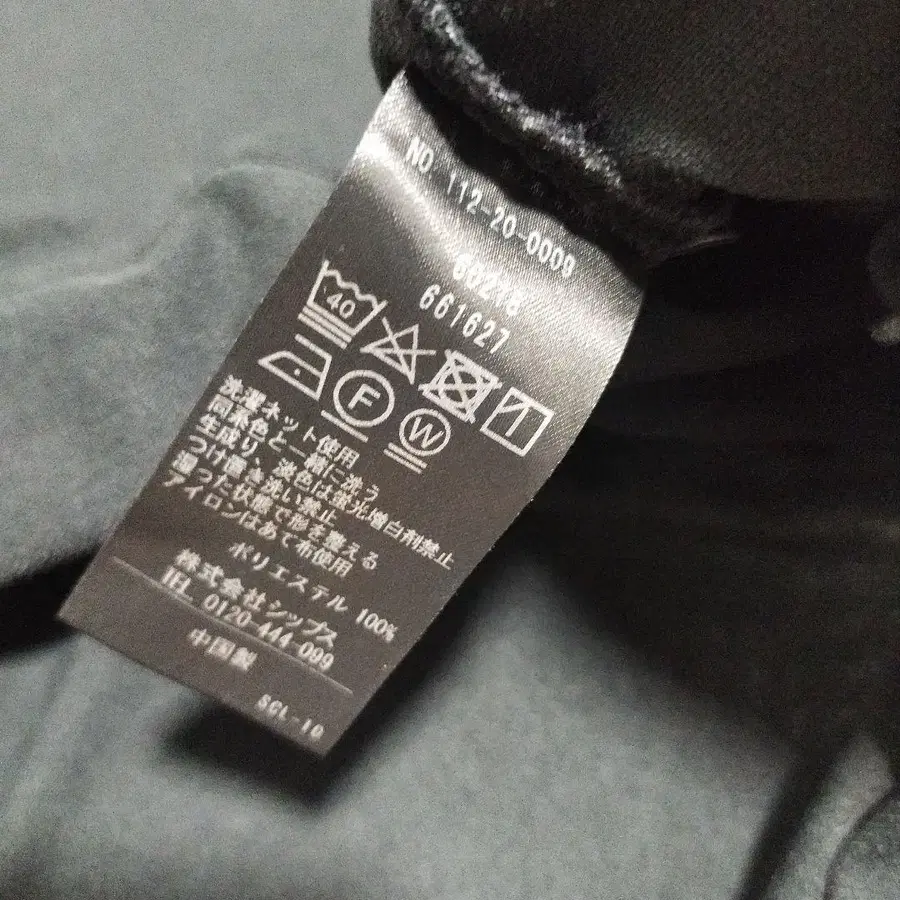 NO. 112-20-0009
60218
661627
40
F
W
洗濯ネット使用
同系色と一緒に洗う
生成り、淡色は蛍光増白剤禁止
つけ置き洗い禁止
湿った状態で形を整える
アイロンはあて布使用
ポリエステル 100%
株式会社シップス
TEL. 0120-444-099
中国製
SCL-10